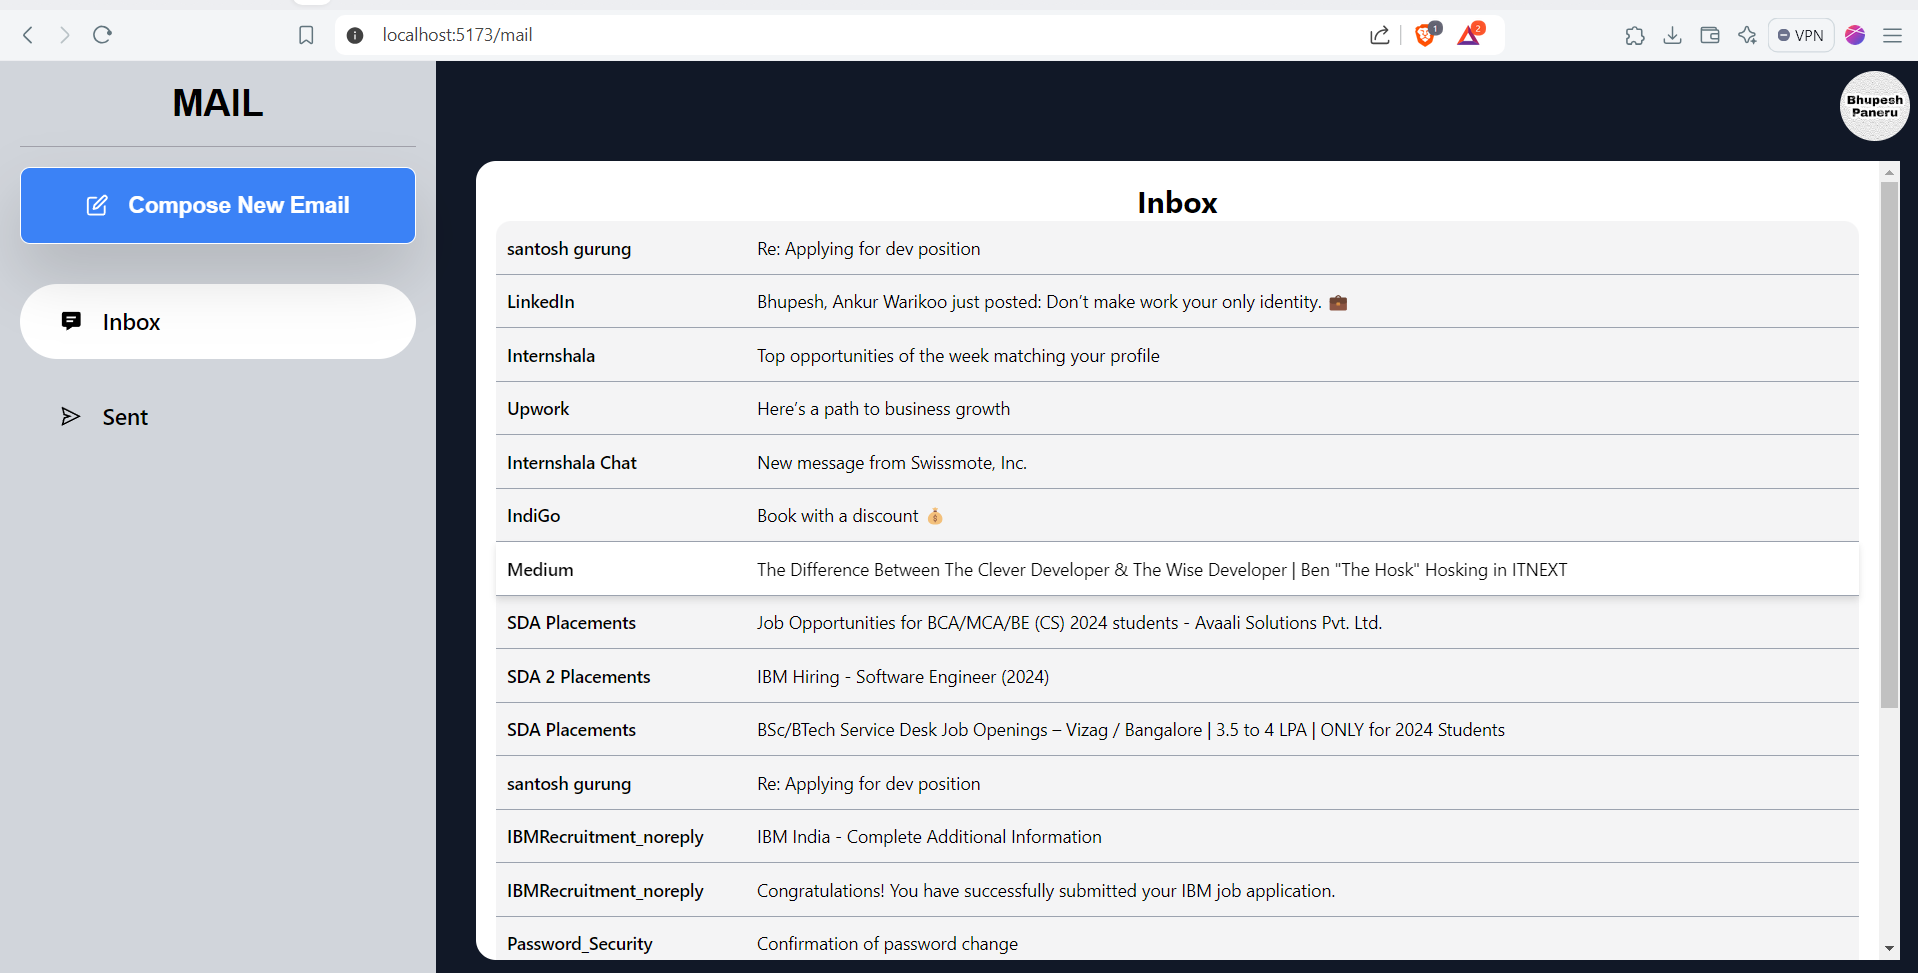 localhost:5173/mail
1
2
VPN
MAIL
Bhupesh
Paneru
Compose New Email
Inbox
Sent
Inbox
santosh gurung Re: Applying for dev position
LinkedIn Bhupesh, Ankur Warikoo just posted: Don’t make work your only identity. 💼
Internshala Top opportunities of the week matching your profile
Upwork Here’s a path to business growth
Internshala Chat New message from Swissmote, Inc.
IndiGo Book with a discount 💰
Medium The Difference Between The Clever Developer & The Wise Developer | Ben "The Hosk" Hosking in ITNEXT
SDA Placements Job Opportunities for BCA/MCA/BE (CS) 2024 students - Avaali Solutions Pvt. Ltd.
SDA 2 Placements IBM Hiring - Software Engineer (2024)
SDA Placements BSc/BTech Service Desk Job Openings – Vizag / Bangalore | 3.5 to 4 LPA | ONLY for 2024 Students
santosh gurung Re: Applying for dev position
IBMRecruitment_noreply IBM India - Complete Additional Information
IBMRecruitment_noreply Congratulations! You have successfully submitted your IBM job application.
Password_Security Confirmation of password change